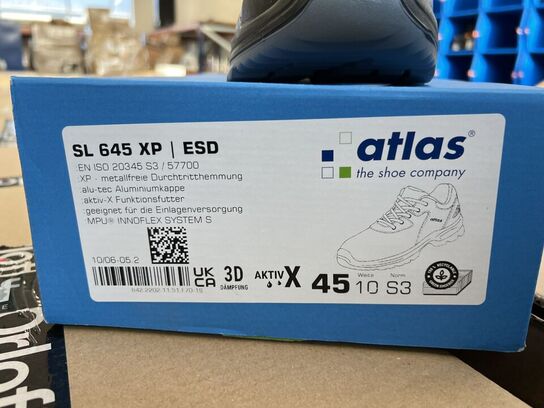 SL 645 XP | ESD
EN ISO 20345 S3 / 57700
XP - metallfreie Durchtritthemmung
alu-tec Aluminiumkappe
aktiv-X Funktionsfutter
geeignet für die Einlagenversorgung
MPU® INNOFLEX SYSTEM S
atlas®
the shoe company
10/06-05.2
UK
CA
3D
DÄMPFUNG
AKTIV X
45
Weite
10
Norm
S3